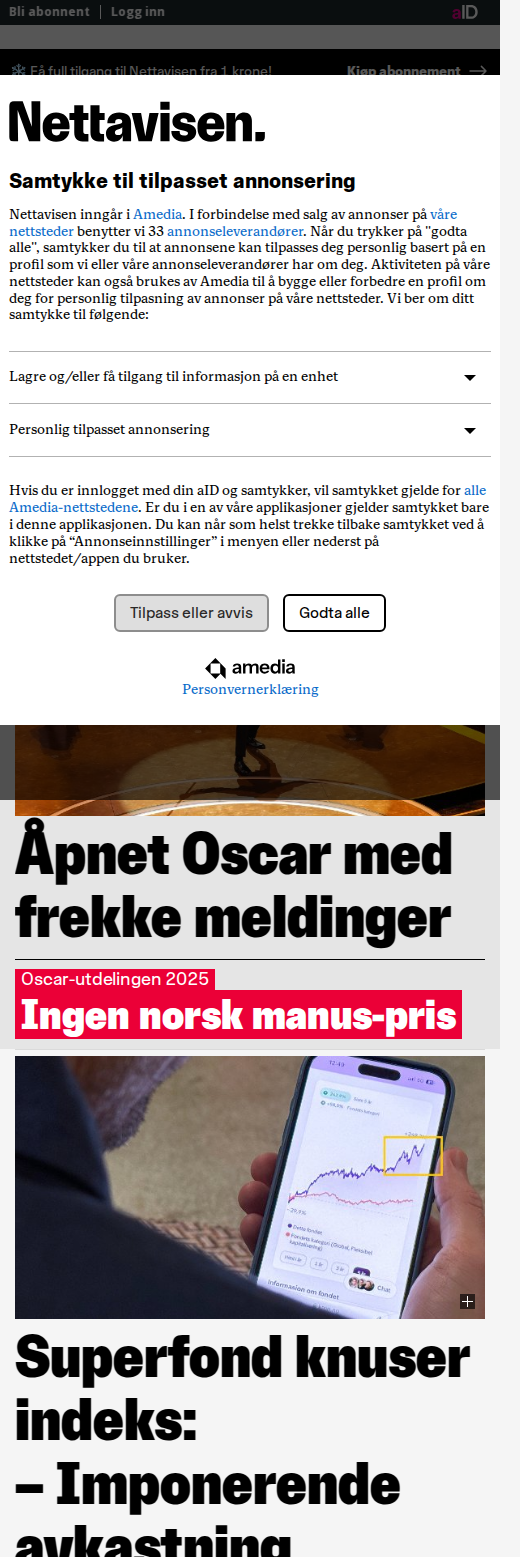 Bli abonnent | Logg inn
aID
Få full tilgang til Nettavisen fra 1 krone!
Kjøp abonnement
Nettavisen.
Samtykke til tilpasset annonsering
Nettavisen inngår i Amedia. I forbindelse med salg av annonser på våre
nettsteder benytter vi 33 annonseleverandører. Når du trykker på "godta
alle", samtykker du til at annonsene kan tilpasses deg personlig basert på en
profil som vi eller våre annonseleverandører har om deg. Aktiviteten på våre
nettsteder kan også brukes av Amedia til å bygge eller forbedre en profil om
deg for personlig tilpasning av annonser på våre nettsteder. Vi ber om ditt
samtykke til følgende:
Lagre og/eller få tilgang til informasjon på en enhet
Personlig tilpasset annonsering
Hvis du er innlogget med din aID og samtykker, vil samtykket gjelde for alle
Amedia-nettstedene. Er du i en av våre applikasjoner gjelder samtykket bare
i denne applikasjonen. Du kan når som helst trekke tilbake samtykket ved å
klikke på “Annonseinnstillinger” i menyen eller nederst på
nettstedet/appen du bruker.
Tilpass eller avvis
Godta alle
amedia
Personvernerklæring
Åpnet Oscar med
frekke meldinger
Oscar-utdelingen 2025
Ingen norsk manus-pris
Dette fondet
Informasjon om fondet
Chat
Superfond knuser
indeks:
– Imponerende
avkastning